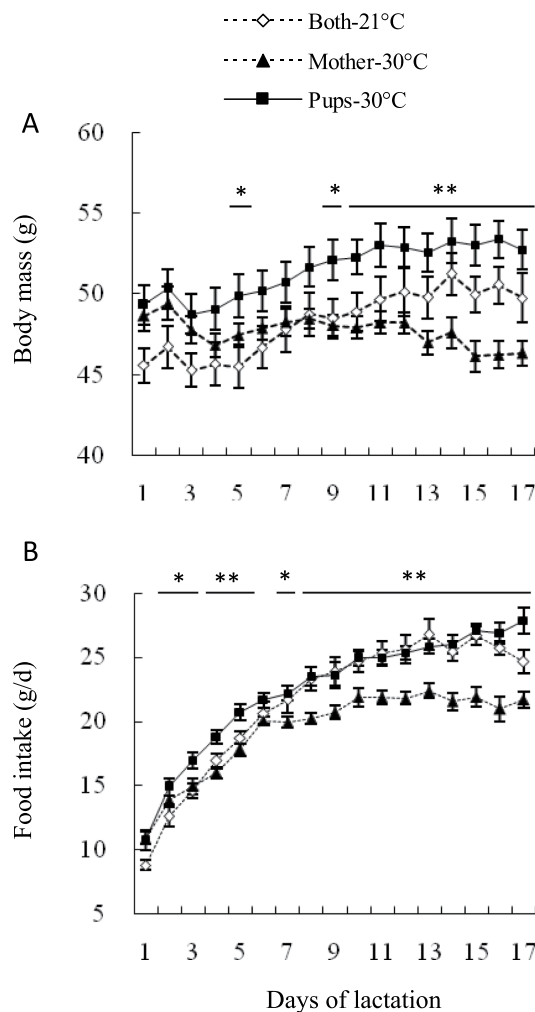 Both-21°C
Mother-30°C
Pups-30°C
A
60
55
50
45
40
Body mass (g)
* * **
1 3 5 7 9 11 13 15 17
B
* ** * **
30
25
20
15
10
5
Food intake (g/d)
1 3 5 7 9 11 13 15 17
Days of lactation